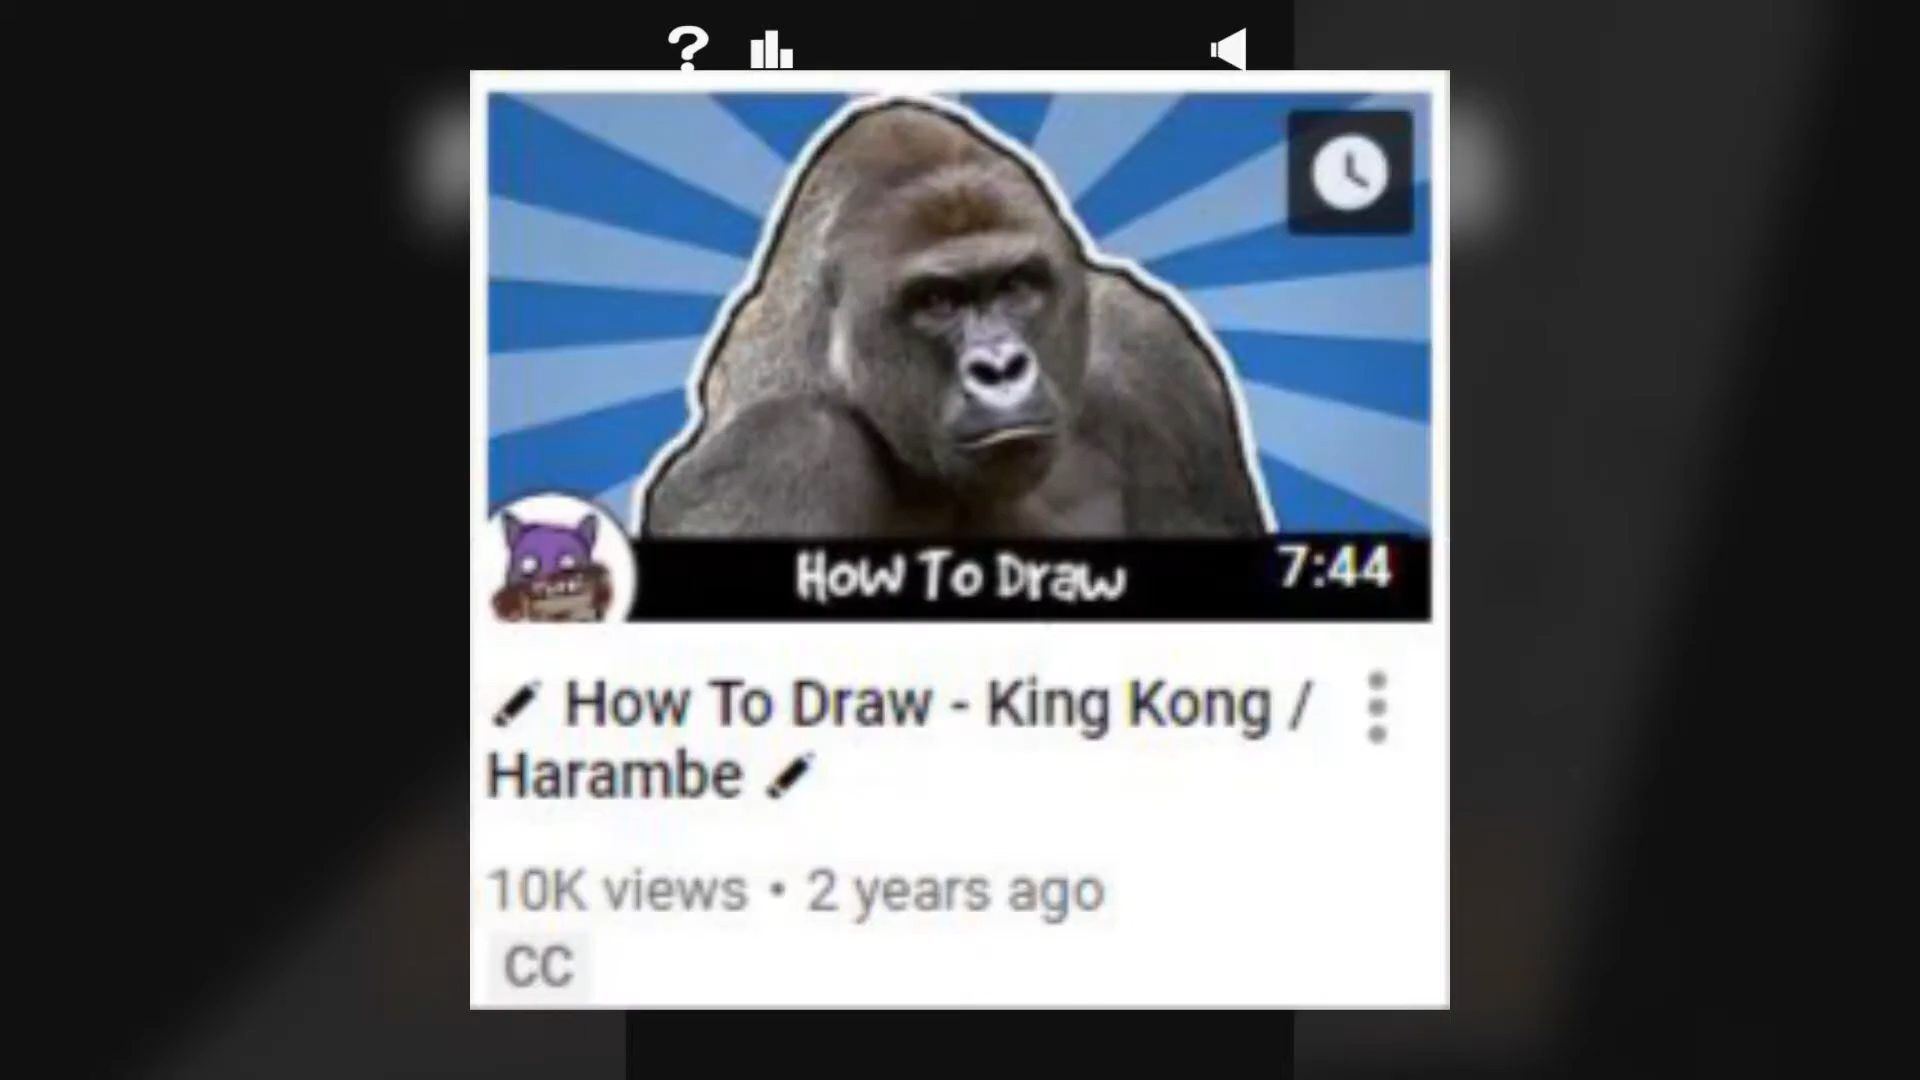 How To Draw
7:44
How To Draw - King Kong /
Harambe
10K views • 2 years ago
CC